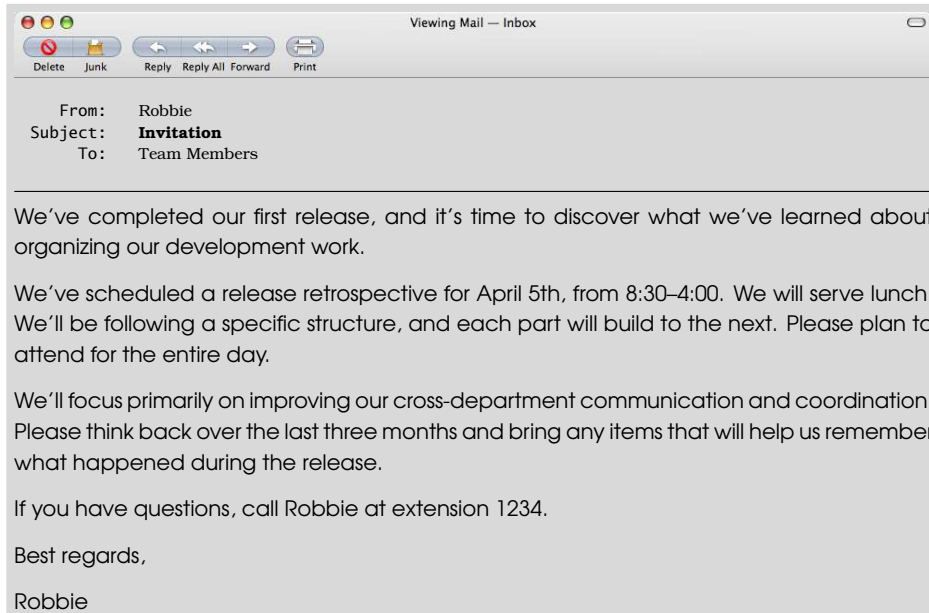 Viewing Mail — Inbox
Delete Junk Reply Reply All Forward Print
From: Robbie
Subject: Invitation
To: Team Members
We've completed our first release, and it's time to discover what we've learned about
organizing our development work.
We've scheduled a release retrospective for April 5th, from 8:30–4:00. We will serve lunch
We'll be following a specific structure, and each part will build to the next. Please plan to
attend for the entire day.
We'll focus primarily on improving our cross-department communication and coordination
Please think back over the last three months and bring any items that will help us remember
what happened during the release.
If you have questions, call Robbie at extension 1234.
Best regards,
Robbie